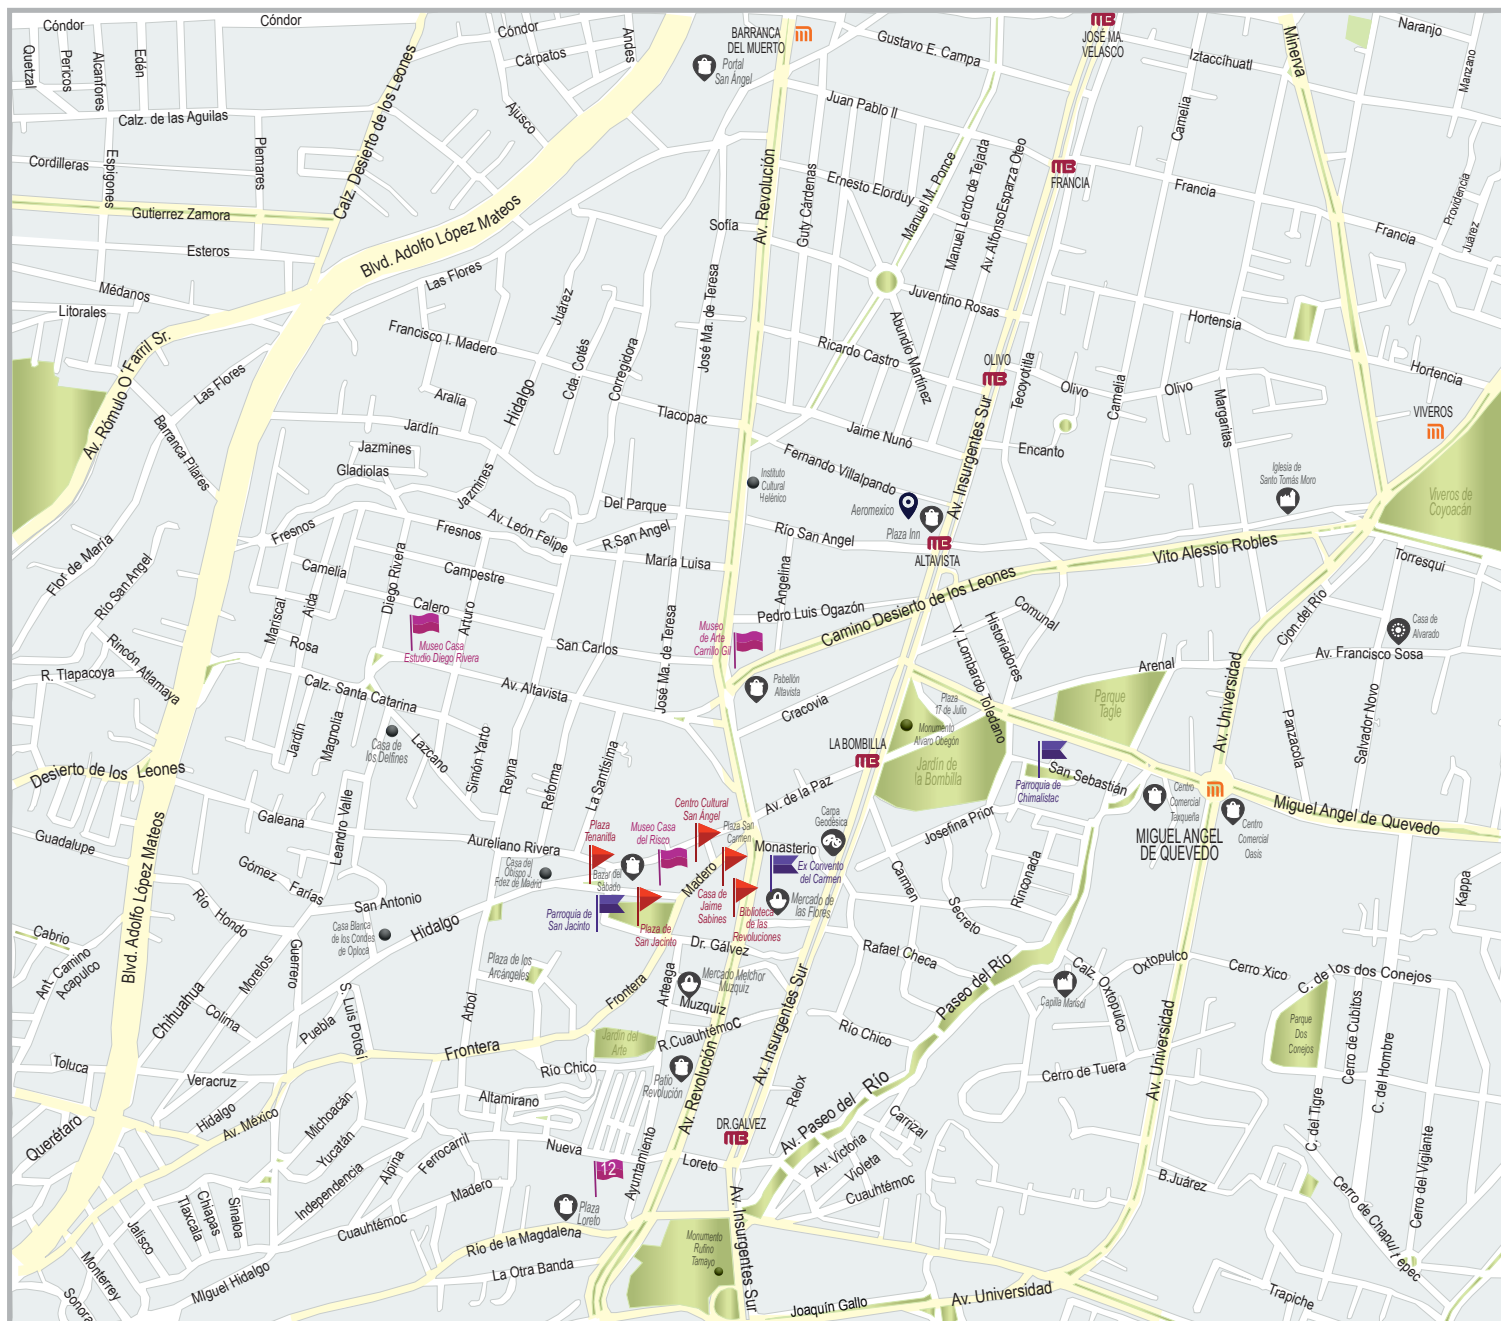 Cóndor
Cóndor
Cóndor
Quetzal
Pericos
Alcanfores
Edén
Cárpatos
Andes
Ajusco
Calz. de las Aguilas
Calz. Desierto de los Leones
Cordilleras
Espigones
Plemares
Gutierrez Zamora
Esteros
Médanos
Litorales
Blvd. Adolfo López Mateos
Las Flores
BARRANCA
DEL MUERTO
Portal
San Ángel
Gustavo E. Campa
JOSÉ MA.
VELASCO
Iztaccíhuatl
Minerva
Naranjo
Manzano
Juan Pablo II
Camelia
Av. Revolución
Guty Cárdenas
Ernesto Elorduy
Manuel M. Ponce
Manuel Lerdo de Tejada
Av. AlfonsoEsparza Oteo
FRANCIA
Francia
Francia
Providencia
Juárez
Sofía
José Ma. de Teresa
Juventino Rosas
Abundio Martínez
Ricardo Castro
OLIVO
Olivo
Olivo
Tecoyotitla
Camelia
Margaritas
Hortensia
Hortencia
VIVEROS
Viveros de
Coyoacán
Av. Rómulo O´Farril Sr.
Las Flores
Barranca Pilares
Francisco I. Madero
Juárez
Hidalgo
Cda. Cotés
Corregidora
Aralia
Jardín
Jazmines
Gladiolas
Jazmines
Tlacopac
Jaime Nunó
Fernando Villalpando
Encanto
Av. Insurgentes Sur
Instituto
Cultural
Helénico
Aeromexico
Plaza Inn
ALTAVISTA
Iglesia de
Santo Tomás Moro
Del Parque
R.San Angel
Río San Angel
Av. León Felipe
Fresnos
Fresnos
María Luisa
Vito Alessio Robles
Torresqui
Flor de María
Río San Angel
Camelia
Campestre
Calero
Diego Rivera
Arturo
Aida
Mariscal
Rosa
Rincón Atlamaya
R. Tlapacoya
Museo Casa
Estudio Diego Rivera
San Carlos
José Ma. de Teresa
Museo
de Arte
Carrillo Gil
Angelina
Pedro Luis Ogazón
Camino Desierto de los Leones
Comunal
Historiadores
V. Lombardo Toledano
Cjon.del Río
Casa de
Alvarado
Av. Francisco Sosa
Arenal
Parque
Tagle
Av. Universidad
Panzacola
Salvador Novo
Calz. Santa Catarina
Av. Altavista
Pabellón
Altavista
Cracovia
Plaza
17 de Julio
Monumento
Alvaro Obegón
Jardín de
la Bombilla
LA BOMBILLA
Av. de la Paz
Jardín
Magnolia
Casa de
los Delfines
Lazcano
Simón Yarto
Reyna
Reforma
La Santísima
Desierto de los Leones
Parroquia de
Chimalistac
San Sebastián
Centro
Comercial
Taxqueña
MIGUEL ANGEL
DE QUEVEDO
Centro
Comercial
Oasis
Miguel Angel de Quevedo
Galeana
Guadalupe
Leandro Valle
Aureliano Rivera
Plaza
Tenanitla
Museo Casa
del Risco
Centro Cultural
San Ángel
Plaza San
Carmen
Carpa
Geodésica
Monasterio
Josefina Prior
Ex Convento
del Carmen
Mercado de
las Flores
Casa del
Obispo J.
Fdez de Madrid
Bazar del
Sábado
Madero
Casa de
Jaime
Sabines
Biblioteca
de las
Revoluciones
Plaza de
San Jacinto
Parroquia de
San Jacinto
Gómez
Farías
San Antonio
Hidalgo
Río
Hondo
Casa Blanca
de los Condes
de Oploca
Blvd. Adolfo López Mateos
Cabrio
Ant. Camino
Acapulco
Chihuahua
Morelos
Guerrero
Colima
Puebla
S. Luis Potosí
Plaza de los
Arcángeles
Arbol
Frontera
Frontera
Dr. Gálvez
Mercado Melchor
Muzquiz
Muzquiz
Arteaga
R.Cuauhtémoc
Jardín del
Arte
Río Chico
Patio
Revolución
Carmen
Secreto
Rinconada
Rafael Checa
Paseo del Río
Río Chico
Calz. Oxtopulco
Capilla Marisol
Oxtopulco
Cerro Xico
C. de los dos Conejos
Kappa
Parque
Dos
Conejos
Cerro de Cubitos
C. del Hombre
C. del Tigre
Cerro de Tuera
Av. Universidad
Toluca
Veracruz
Hidalgo
Av. México
Querétaro
Michoacán
Yucatán
Independencia
Alpina
Ferrocarril
Altamirano
Nueva
Madero
Cuauhtémoc
Miguel Hidalgo
Sinaloa
Chiapas
Tlaxcala
Jalisco
Monterrey
Sonora
12
Plaza
Loreto
Ayuntamiento
Av. Revolución
Loreto
DR.GALVEZ
Av. Insurgentes Sur
Relox
Av. Paseo del Río
Av. Victoria
Violeta
Carrizal
Cuauhtémoc
Río de la Magdalena
La Otra Banda
Monumento
Rufino
Tamayo
Av. Insurgentes Sur
Joaquín Gallo
Av. Universidad
B.Juárez
Cerro de Chapultepec
Cerro del Vigilante
Trapiche